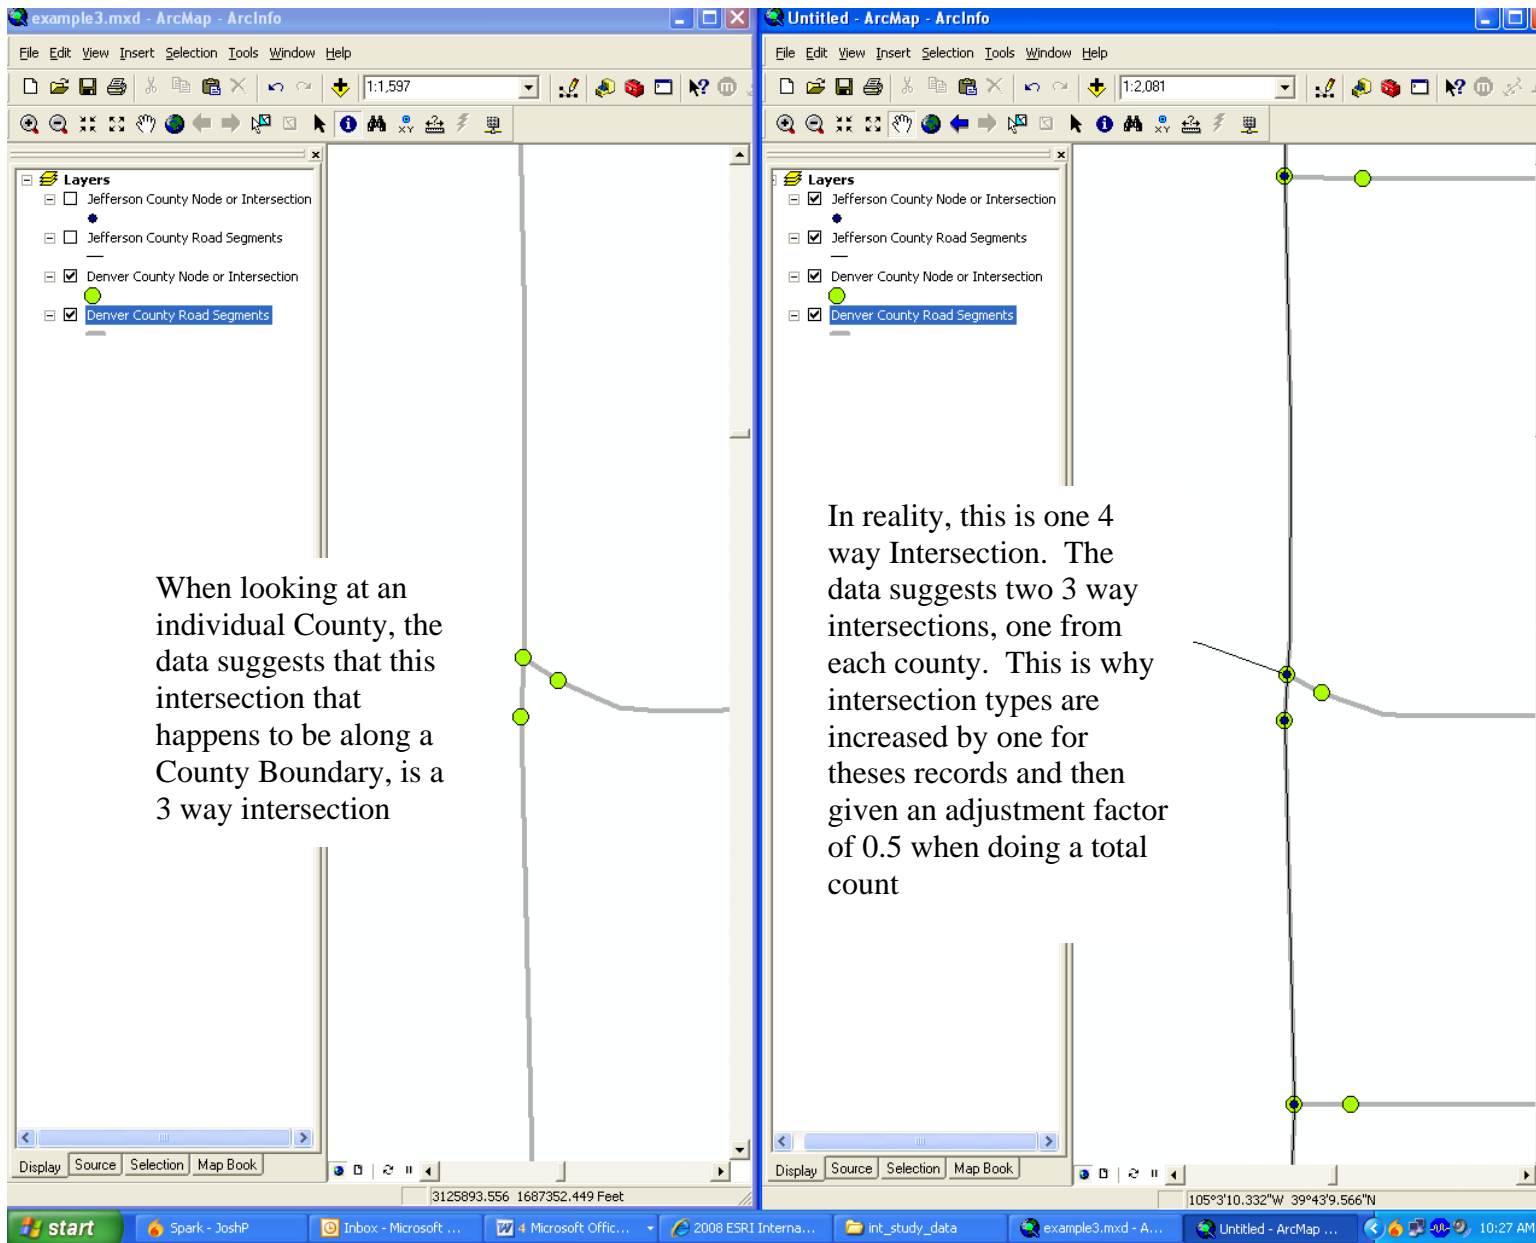 example3.mxd - ArcMap - ArcInfo
File Edit View Insert Selection Tools Window Help
1:1,597
Layers
Jefferson County Node or Intersection
Jefferson County Road Segments
Denver County Node or Intersection
Denver County Road Segments
When looking at an
individual County, the
data suggests that this
intersection that
happens to be along a
County Boundary, is a
3 way intersection
Display Source Selection Map Book
3125893.556 1687352.449 Feet
Untitled - ArcMap - ArcInfo
File Edit View Insert Selection Tools Window Help
1:2,081
Layers
Jefferson County Node or Intersection
Jefferson County Road Segments
Denver County Node or Intersection
Denver County Road Segments
In reality, this is one 4
way Intersection. The
data suggests two 3 way
intersections, one from
each county. This is why
intersection types are
increased by one for
theses records and then
given an adjustment factor
of 0.5 when doing a total
count
Display Source Selection Map Book
105°3'10.332"W 39°43'9.566"N
start Spark - JoshP Inbox - Microsoft ... 4 Microsoft Offic... 2008 ESRI Interna... int_study_data example3.mxd - A... Untitled - ArcMap ... 10:27 AM